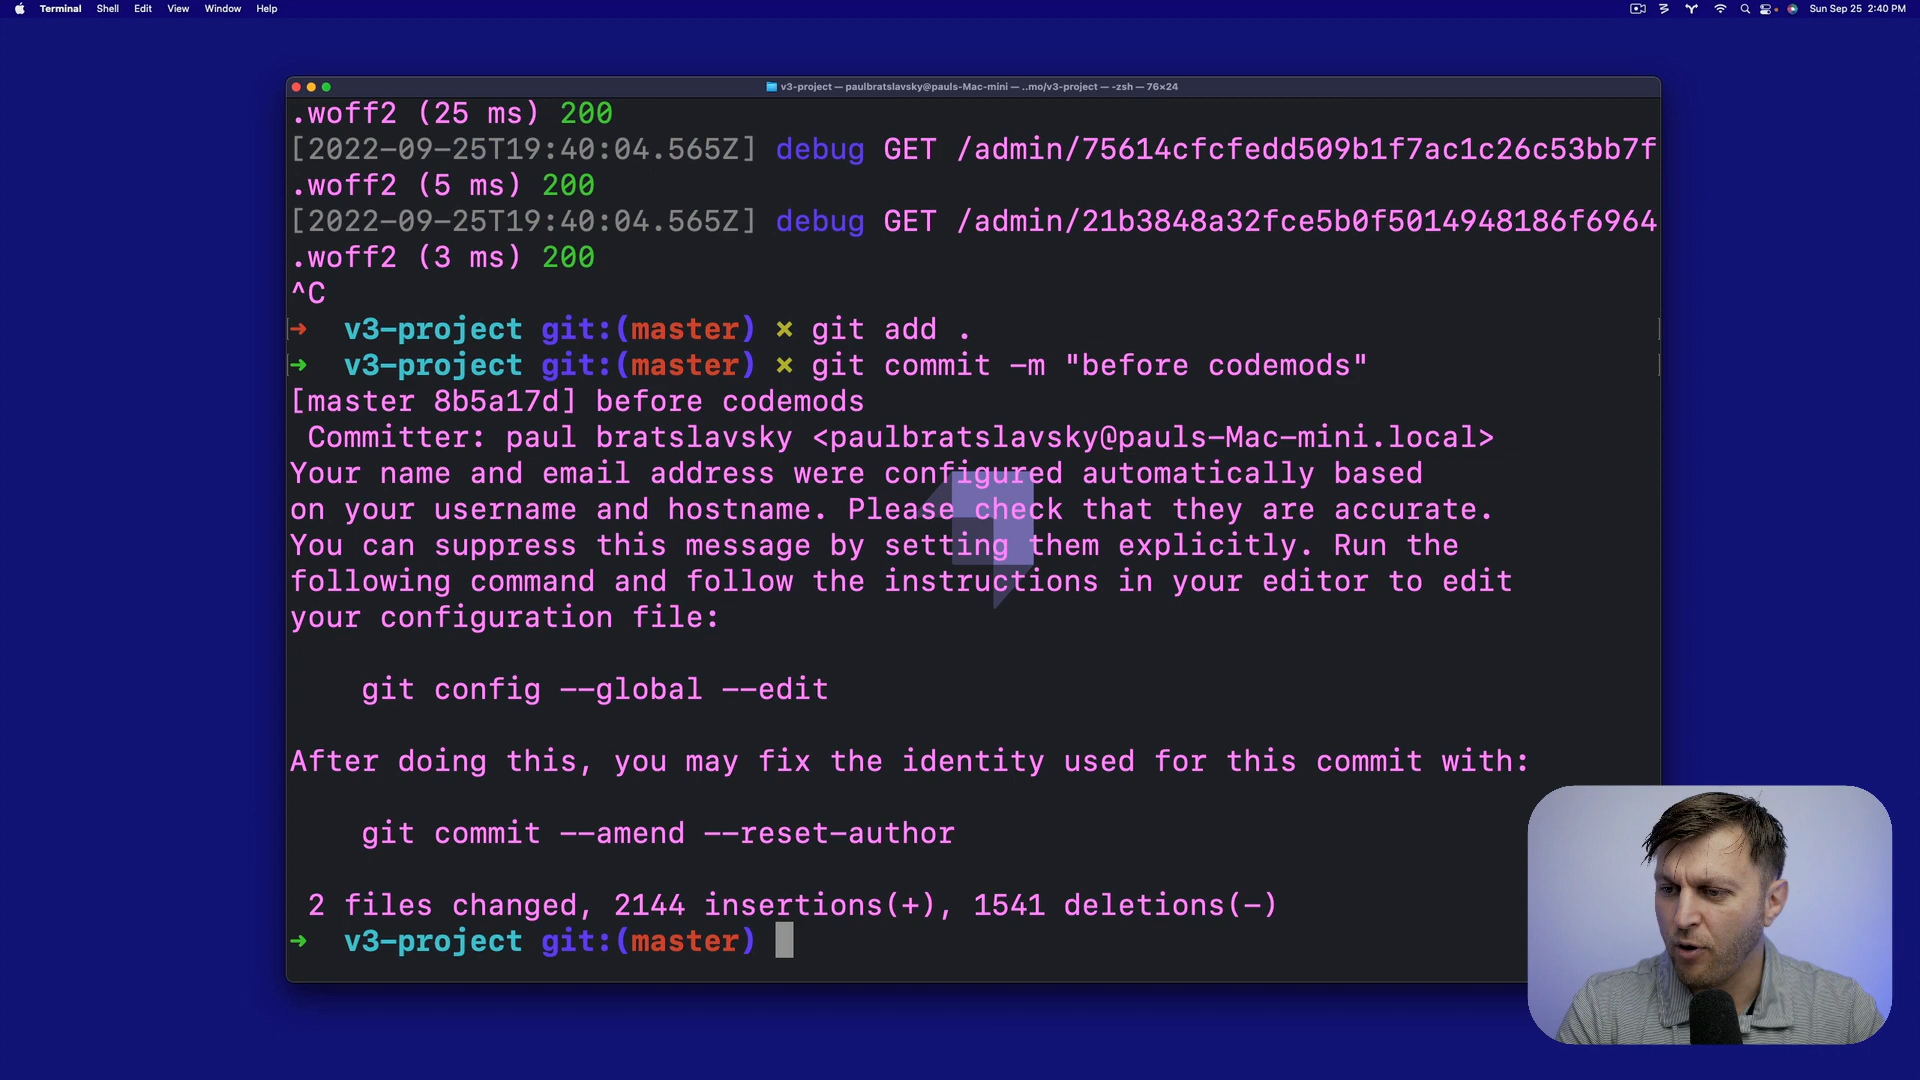 Terminal Shell Edit View Window Help Sun Sep 25 2:40 PM
v3-project — paulbratslavsky@pauls-Mac-mini — ..mo/v3-project — -zsh — 76×24
.woff2 (25 ms) 200
[2022-09-25T19:40:04.565Z] debug GET /admin/75614cfcfedd509b1f7ac1c26c53bb7f
.woff2 (5 ms) 200
[2022-09-25T19:40:04.565Z] debug GET /admin/21b3848a32fce5b0f5014948186f6964
.woff2 (3 ms) 200
^C
➜ v3-project git:(master) ✗ git add .
➜ v3-project git:(master) ✗ git commit -m "before codemods"
[master 8b5a17d] before codemods
Committer: paul bratslavsky <paulbratslavsky@pauls-Mac-mini.local>
Your name and email address were configured automatically based
on your username and hostname. Please check that they are accurate.
You can suppress this message by setting them explicitly. Run the
following command and follow the instructions in your editor to edit
your configuration file:
git config --global --edit
After doing this, you may fix the identity used for this commit with:
git commit --amend --reset-author
2 files changed, 2144 insertions(+), 1541 deletions(-)
➜ v3-project git:(master)